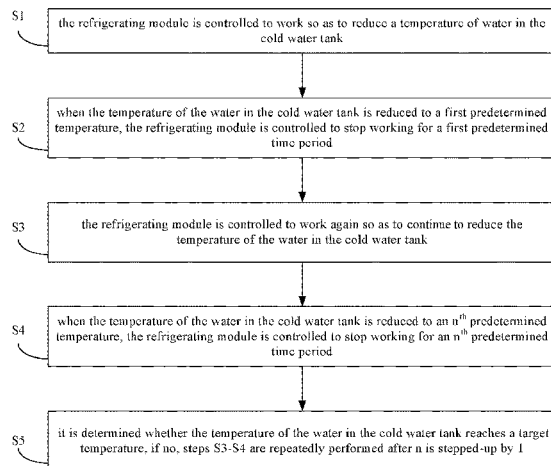 S1
the refrigerating module is controlled to work so as to reduce a temperature of water in the
cold water tank
S2
when the temperature of the water in the cold water tank is reduced to a first predetermined
temperature, the refrigerating module is controlled to stop working for a first predetermined
time period
S3
the refrigerating module is controlled to work again so as to continue to reduce the
temperature of the water in the cold water tank
S4
when the temperature of the water in the cold water tank is reduced to an nth predetermined
temperature, the refrigerating module is controlled to stop working for an nth predetermined
time period
S5
it is determined whether the temperature of the water in the cold water tank reaches a target
temperature, if no, steps S3-S4 are repeatedly performed after n is stepped-up by 1